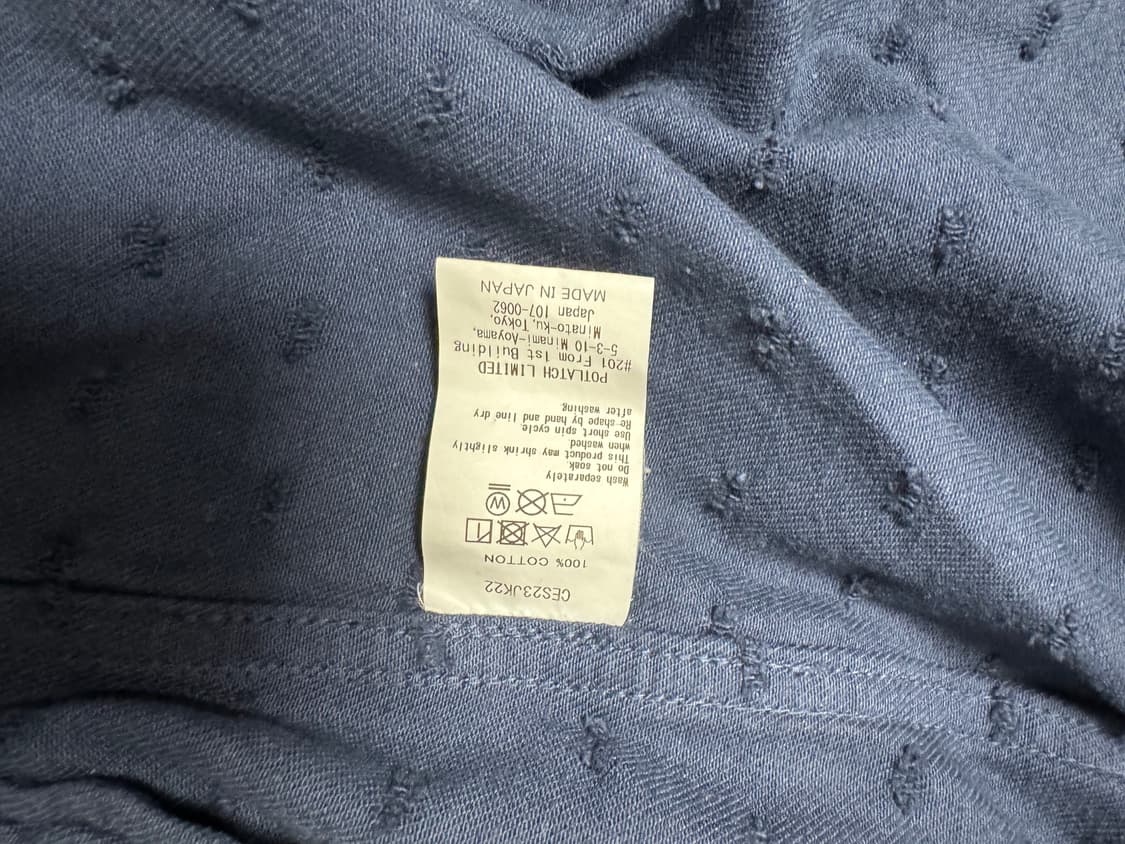 CES23JK22
100% COTTON
W
Wash separately
Do not soak.
This product may shrink slightly
when washed.
Use short spin cycle.
Re-shape by hand and line dry
after washing.
POTLATCH LIMITED
#201 From 1st Building
5-3-10 Minami-Aoyama,
Minato-ku, Tokyo,
Japan 107-0062
MADE IN JAPAN